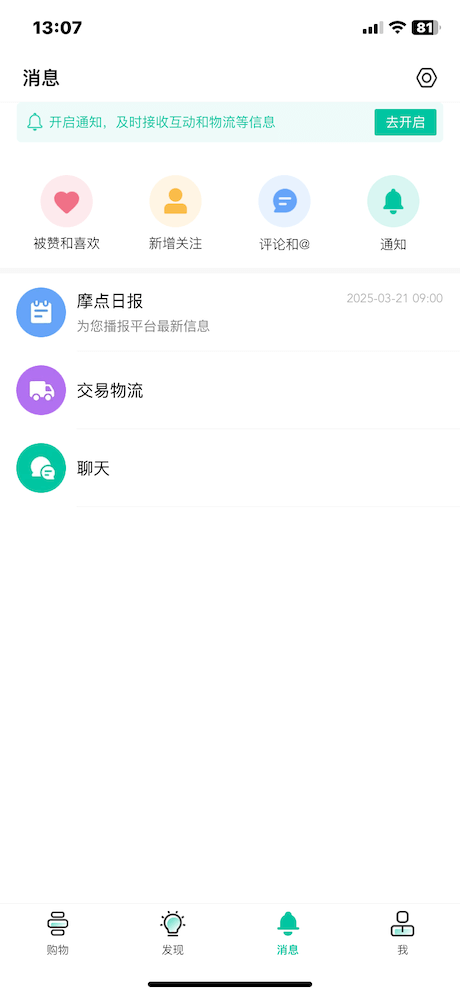 13:07
81
消息
开启通知，及时接收互动和物流等信息
去开启
被赞和喜欢
新增关注
评论和@
通知
摩点日报
2025-03-21 09:00
为您播报平台最新信息
交易物流
聊天
购物
发现
消息
我